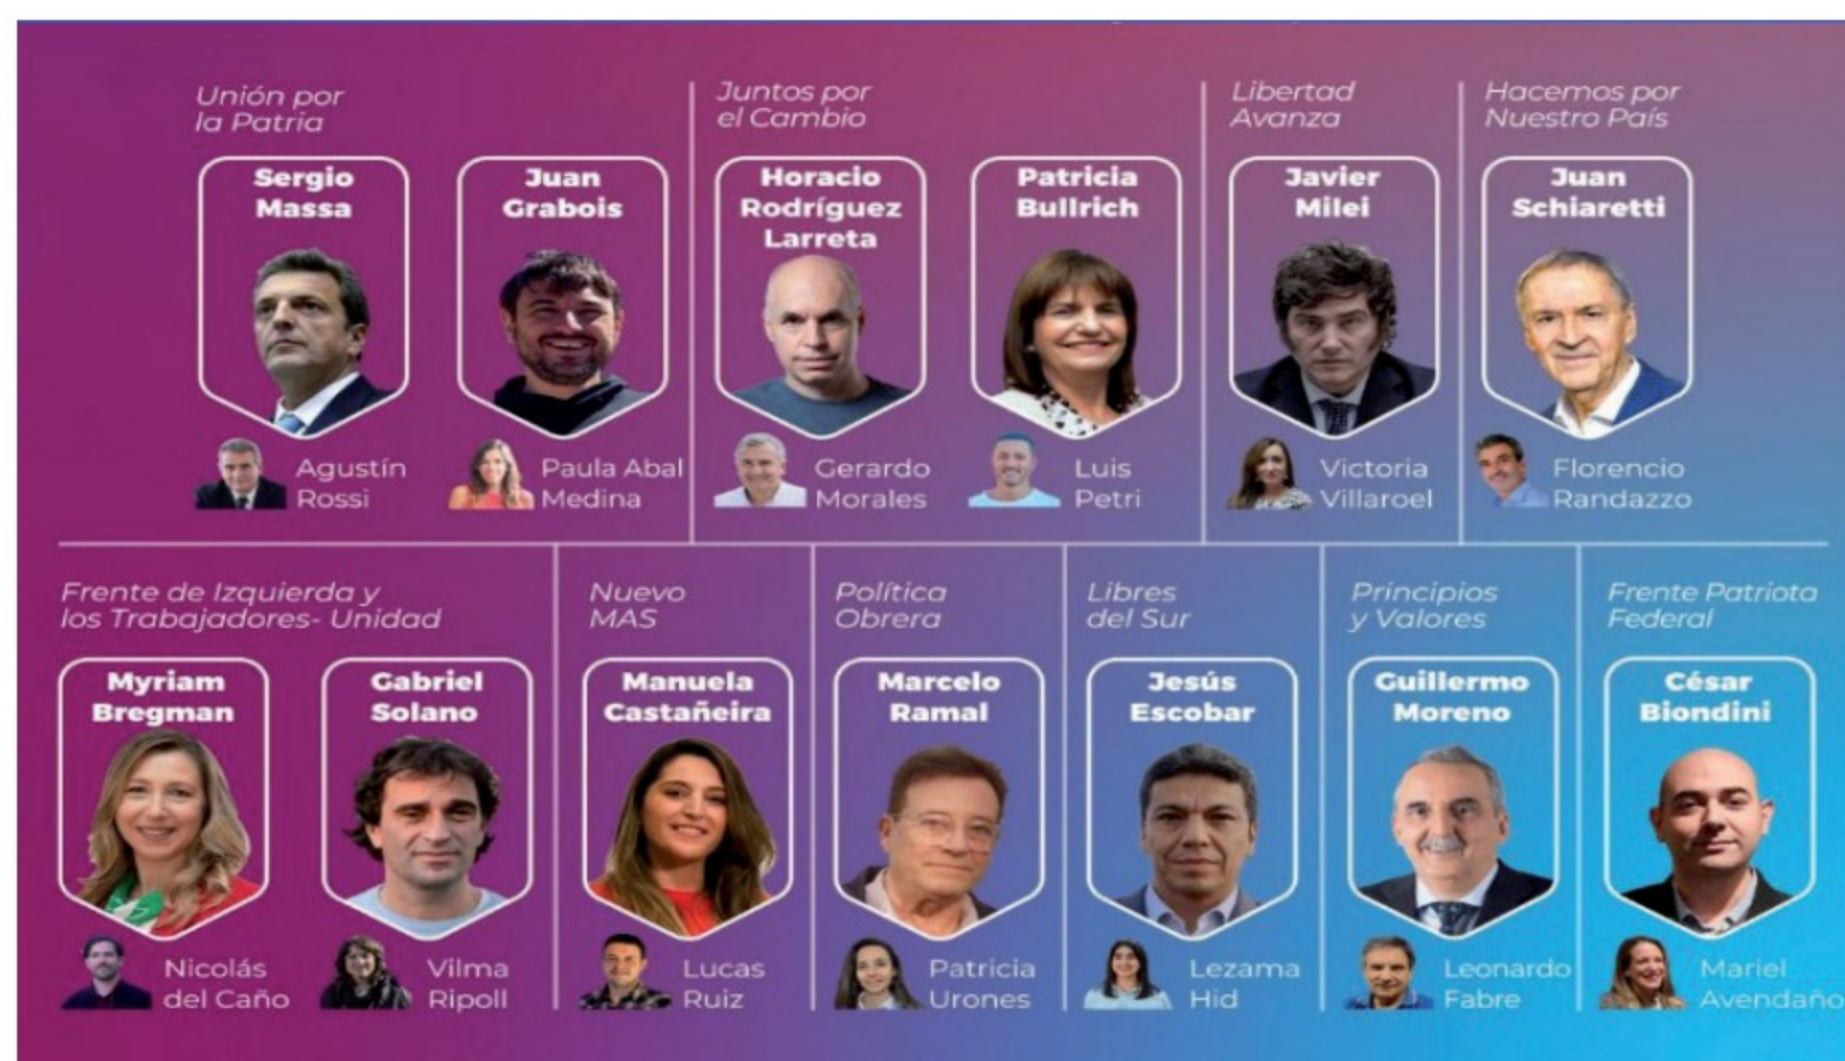 Unión por
la Patria
Juntos por
el Cambio
Libertad
Avanza
Hacemos por
Nuestro País
Sergio
Massa
Juan
Grabois
Horacio
Rodríguez
Larreta
Patricia
Bullrich
Javier
Milei
Juan
Schiaretti
Agustín
Rossi
Paula Abal
Medina
Gerardo
Morales
Luis
Petri
Victoria
Villaroel
Florencio
Randazzo
Frente de Izquierda y
los Trabajadores- Unidad
Nuevo
MAS
Política
Obrera
Libres
del Sur
Principios
y Valores
Frente Patriota
Federal
Myriam
Bregman
Gabriel
Solano
Manuela
Castañeira
Marcelo
Ramal
Jesús
Escobar
Guillermo
Moreno
César
Biondini
Nicolás
del Caño
Vilma
Ripoll
Lucas
Ruiz
Patricia
Urones
Lezama
Hid
Leonardo
Fabre
Mariel
Avendaño